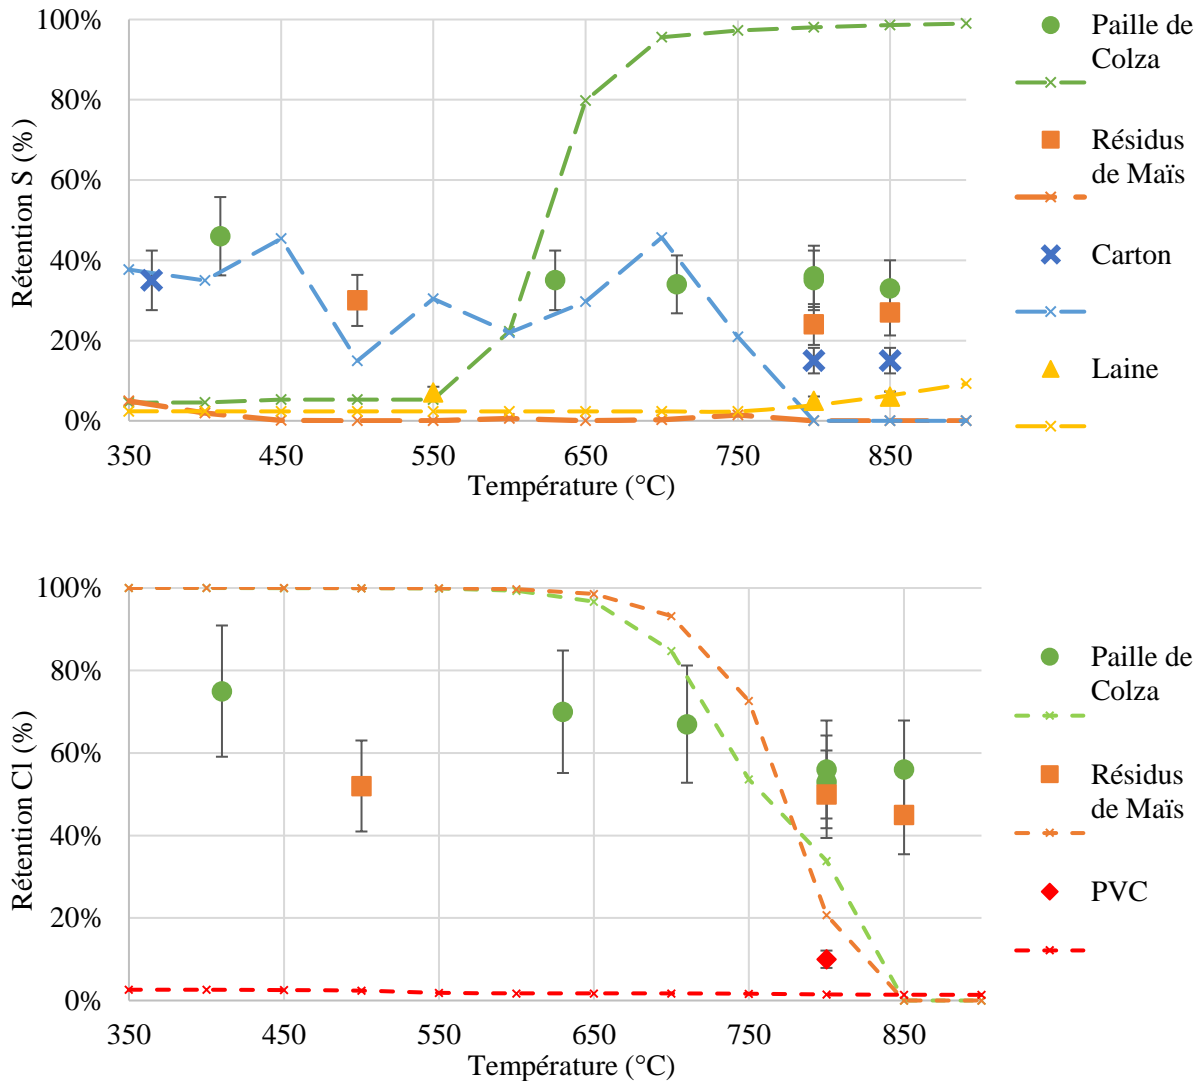 100%
80%
60%
40%
20%
0%
Rétention S (%)
350 450 550 650 750 850
Température (°C)
Paille de
Colza
Résidus
de Maïs
Carton
Laine
100%
80%
60%
40%
20%
0%
Rétention Cl (%)
350 450 550 650 750 850
Température (°C)
Paille de
Colza
Résidus
de Maïs
PVC